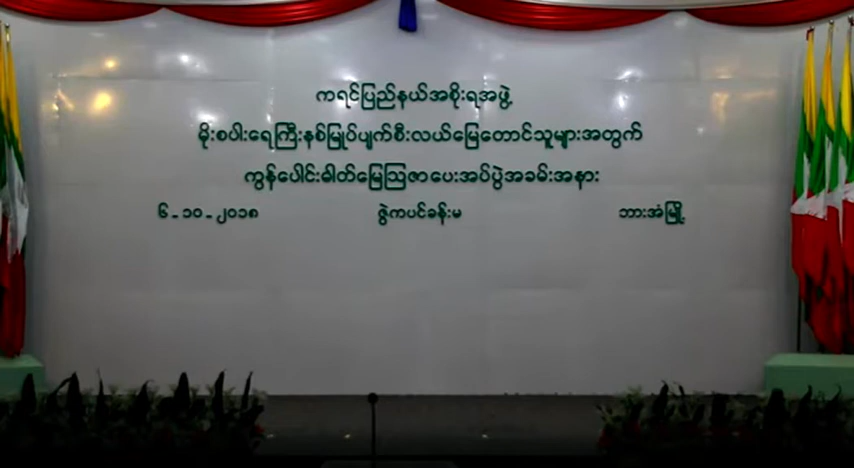 ကရင်ပြည်နယ်အစိုးရအဖွဲ့
မိုးစပါးရေကြီးနစ်မြုပ်ပျက်စီးလယ်မြေတောင်သူများအတွက်
ကွန်ပေါင်းဓါတ်မြေသြဇာပေးအပ်ပွဲအခမ်းအနား
၆-၁၀-၂၀၁၈ ဇွဲကပင်ခန်းမ ဘားအံမြို့